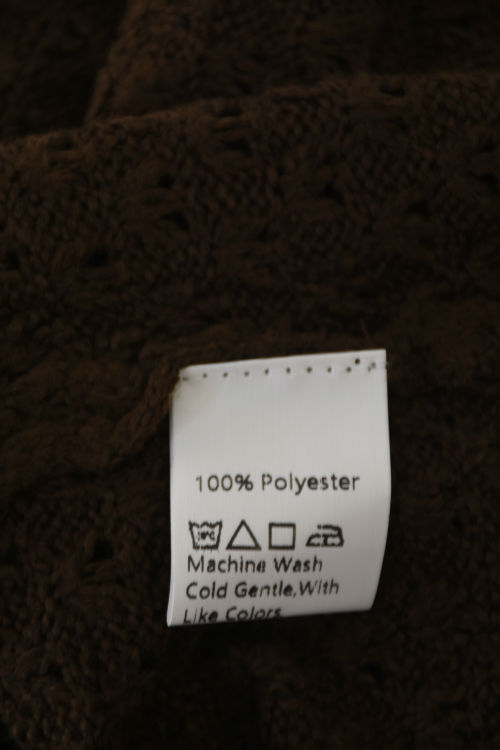 100% Polyester
Machine Wash
Cold Gentle,With
Like Colors